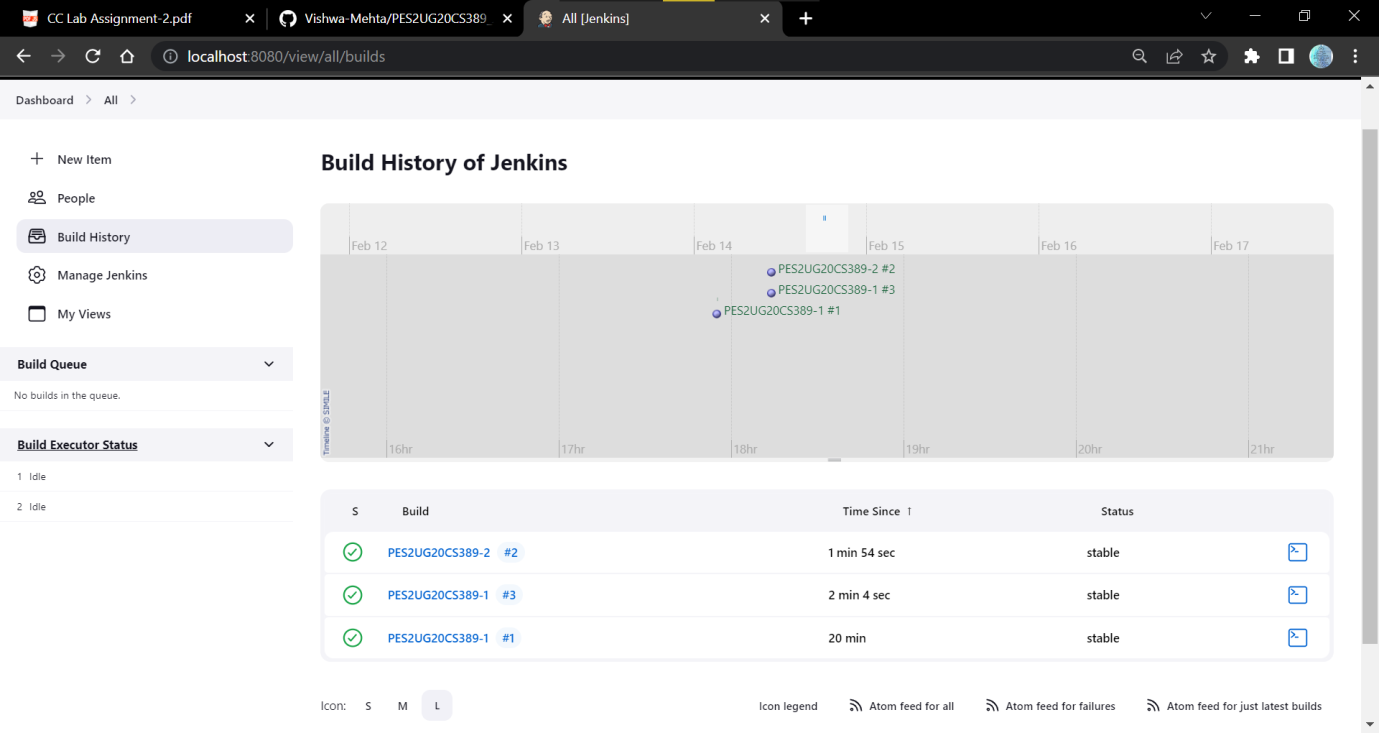 CC Lab Assignment-2.pdf
Vishwa-Mehta/PES2UG20CS389_
All [Jenkins]
localhost:8080/view/all/builds
Dashboard
All
New Item
People
Build History
Manage Jenkins
My Views
Build Queue
No builds in the queue.
Build Executor Status
1 Idle
2 Idle
Build History of Jenkins
Feb 12 Feb 13 Feb 14 Feb 15 Feb 16 Feb 17
PES2UG20CS389-2 #2
PES2UG20CS389-1 #3
PES2UG20CS389-1 #1
Timeline © SIMILE
16hr 17hr 18hr 19hr 20hr 21hr
S Build Time Since ↑ Status
PES2UG20CS389-2 #2 1 min 54 sec stable
PES2UG20CS389-1 #3 2 min 4 sec stable
PES2UG20CS389-1 #1 20 min stable
Icon: S M L
Icon legend Atom feed for all Atom feed for failures Atom feed for just latest builds